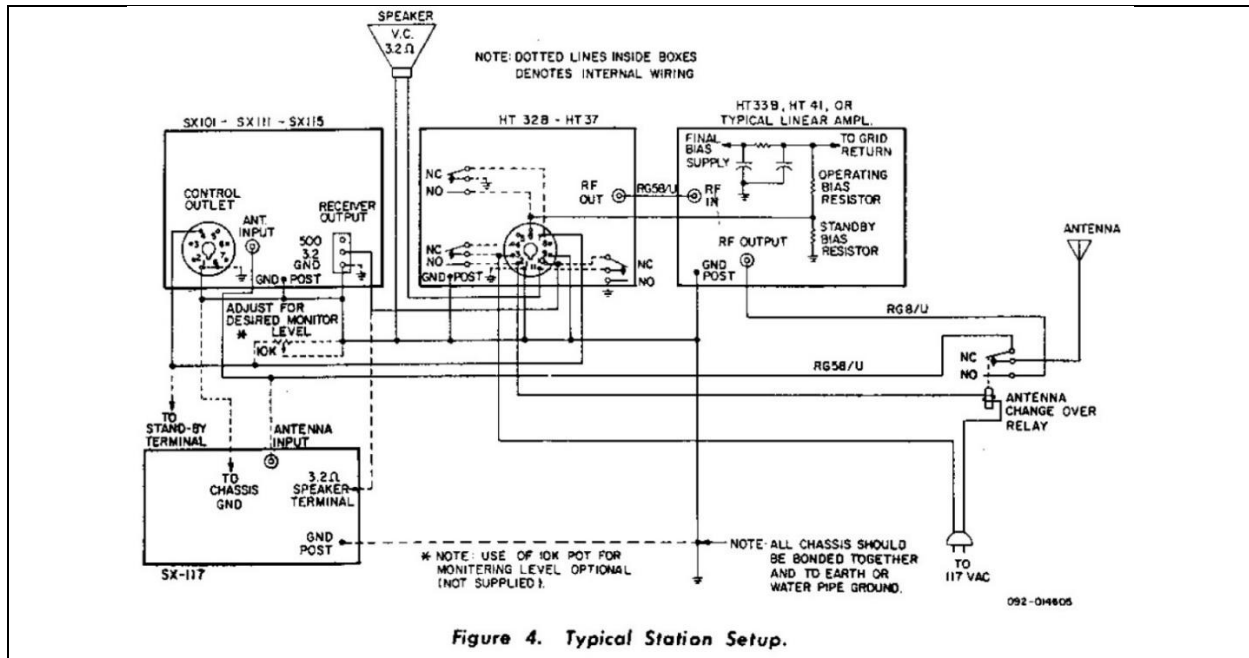 SPEAKER
V.C.
3.2Ω
NOTE: DOTTED LINES INSIDE BOXES
DENOTES INTERNAL WIRING
SX101 - SX111 - SX115
CONTROL
OUTLET
ANT.
INPUT
RECEIVER
OUTPUT
500
3.2
GND
GND POST
HT 32B - HT37
NC
NO
NC
NO
GND POST
RF
OUT
NC
NO
RG58/U
HT33B, HT 41, OR
TYPICAL LINEAR AMPL.
FINAL
BIAS
SUPPLY
TO GRID
RETURN
OPERATING
BIAS
RESISTOR
RF
IN
STANDBY
BIAS
RESISTOR
RF OUTPUT
GND
POST
ANTENNA
RG8/U
ADJUST FOR
DESIRED MONITOR
LEVEL
*
10K
RG58/U
NC
NO
ANTENNA
CHANGE OVER
RELAY
TO
STAND-BY
TERMINAL
ANTENNA
INPUT
TO
CHASSIS
GND
3.2Ω
SPEAKER
TERMINAL
GND
POST
SX-117
* NOTE: USE OF 10K POT FOR
MONITERING LEVEL OPTIONAL
(NOT SUPPLIED).
NOTE: ALL CHASSIS SHOULD
BE BONDED TOGETHER
AND TO EARTH OR
WATER PIPE GROUND.
TO
117 VAC
092-014605
Figure 4. Typical Station Setup.